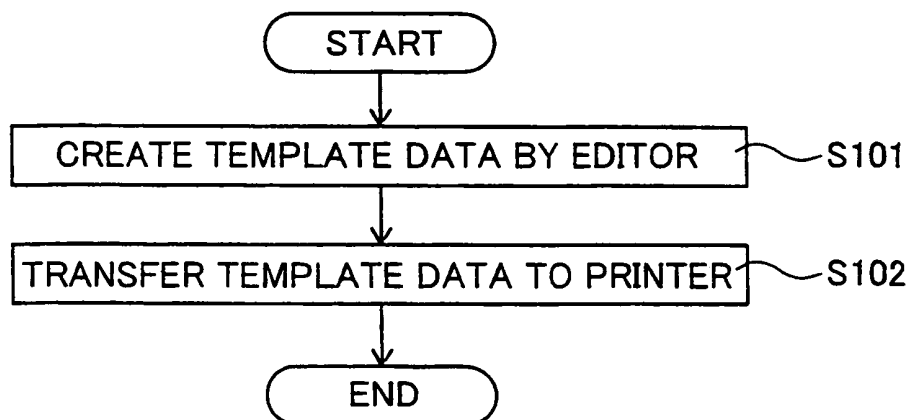 START
CREATE TEMPLATE DATA BY EDITOR S101
TRANSFER TEMPLATE DATA TO PRINTER S102
END